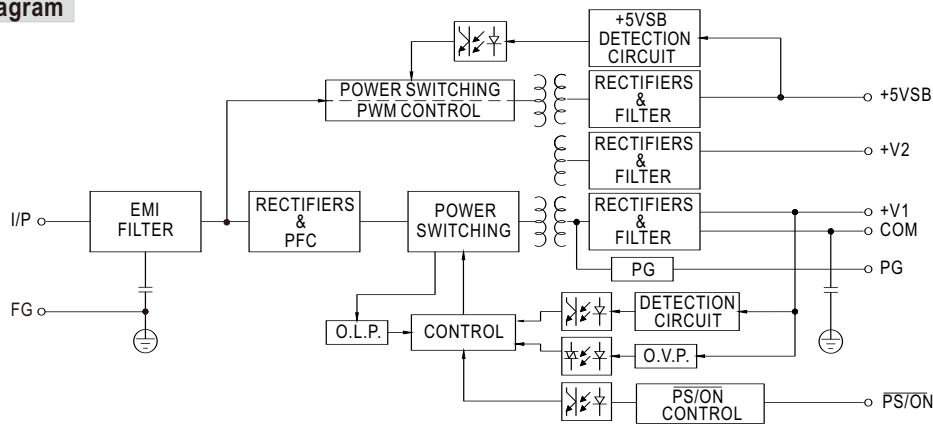 agram
+5VSB
DETECTION
CIRCUIT
POWER SWITCHING
PWM CONTROL
RECTIFIERS
&
FILTER
+5VSB
RECTIFIERS
&
FILTER
+V2
I/P
EMI
FILTER
RECTIFIERS
&
PFC
POWER
SWITCHING
RECTIFIERS
&
FILTER
+V1
COM
PG
PG
FG
O.L.P.
CONTROL
DETECTION
CIRCUIT
O.V.P.
PS/ON
CONTROL
PS/ON